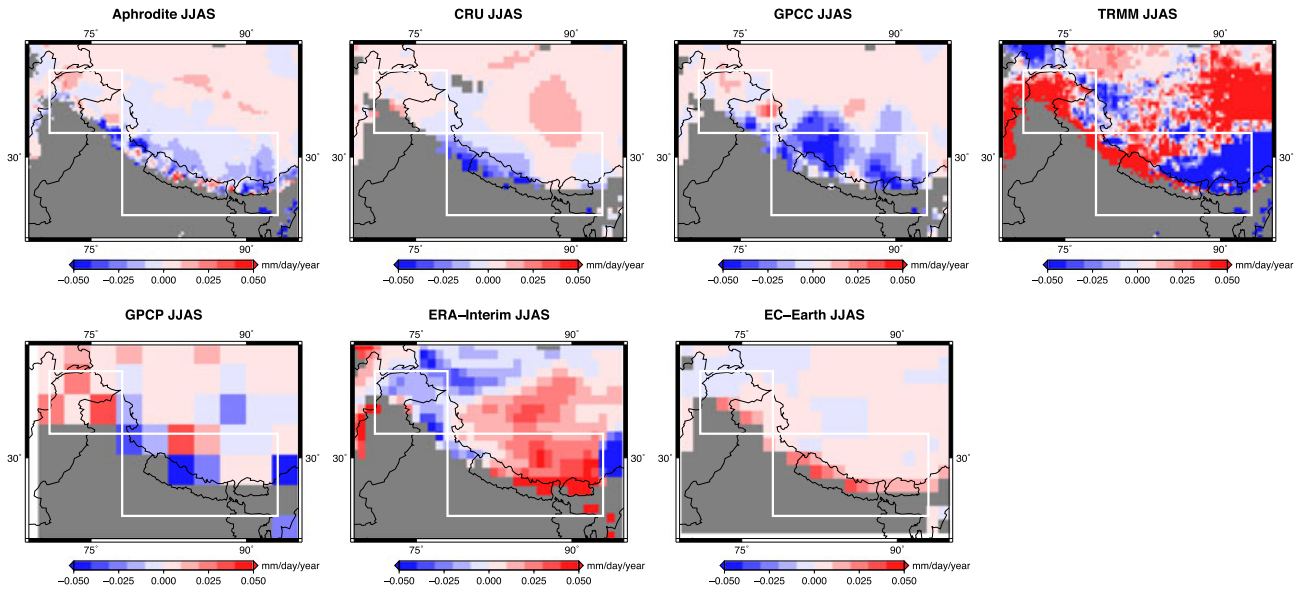 Aphrodite JJAS CRU JJAS GPCC JJAS TRMM JJAS
75° 90° 75° 90° 75° 90° 75° 90°
30° 30° 30° 30° 30° 30° 30° 30°
75° 90° 75° 90° 75° 90° 75° 90°
mm/day/year mm/day/year mm/day/year mm/day/year
−0.050 −0.025 0.000 0.025 0.050 −0.050 −0.025 0.000 0.025 0.050 −0.050 −0.025 0.000 0.025 0.050 −0.050 −0.025 0.000 0.025 0.050
GPCP JJAS ERA−Interim JJAS EC−Earth JJAS
75° 90° 75° 90° 75° 90°
30° 30° 30° 30° 30° 30°
75° 90° 75° 90° 75° 90°
mm/day/year mm/day/year mm/day/year
−0.050 −0.025 0.000 0.025 0.050 −0.050 −0.025 0.000 0.025 0.050 −0.050 −0.025 0.000 0.025 0.050